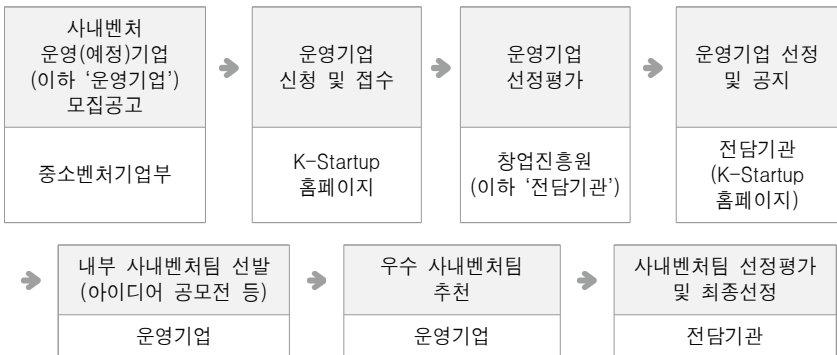 사내벤처
운영(예정)기업
(이하 ‘운영기업’)
모집공고
중소벤처기업부
운영기업
신청 및 접수
K-Startup
홈페이지
운영기업
선정평가
창업진흥원
(이하 ‘전담기관’)
운영기업 선정
및 공지
전담기관
(K-Startup
홈페이지)
내부 사내벤처팀 선발
(아이디어 공모전 등)
운영기업
우수 사내벤처팀
추천
운영기업
사내벤처팀 선정평가
및 최종선정
전담기관